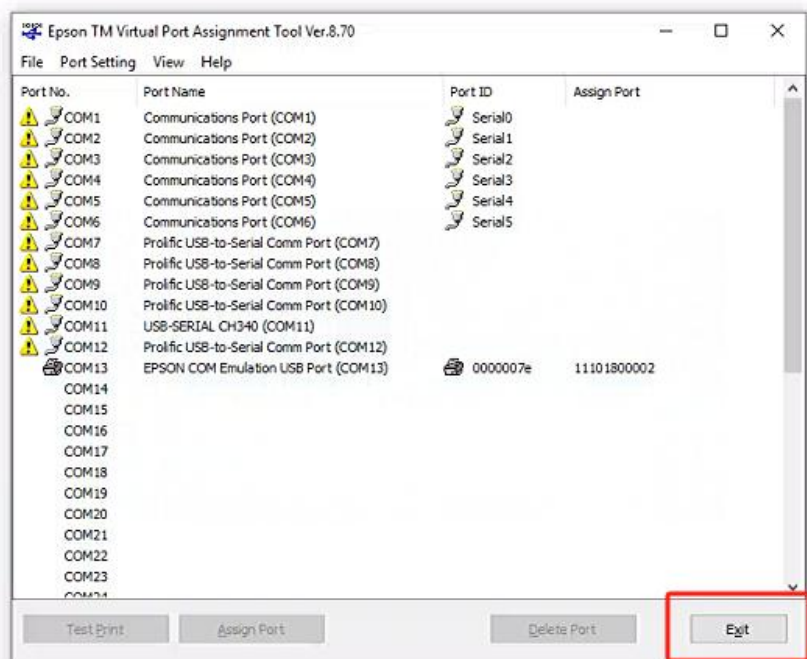 Epson TM Virtual Port Assignment Tool Ver.8.70
File Port Setting View Help
Port No. Port Name Port ID Assign Port
COM1 Communications Port (COM1) Serial0
COM2 Communications Port (COM2) Serial1
COM3 Communications Port (COM3) Serial2
COM4 Communications Port (COM4) Serial3
COM5 Communications Port (COM5) Serial4
COM6 Communications Port (COM6) Serial5
COM7 Prolific USB-to-Serial Comm Port (COM7)
COM8 Prolific USB-to-Serial Comm Port (COM8)
COM9 Prolific USB-to-Serial Comm Port (COM9)
COM10 Prolific USB-to-Serial Comm Port (COM10)
COM11 USB-SERIAL CH340 (COM11)
COM12 Prolific USB-to-Serial Comm Port (COM12)
COM13 EPSON COM Emulation USB Port (COM13) 0000007e 11101800002
COM14
COM15
COM16
COM17
COM18
COM19
COM20
COM21
COM22
COM23
COM24
Test Print Assign Port Delete Port Exit